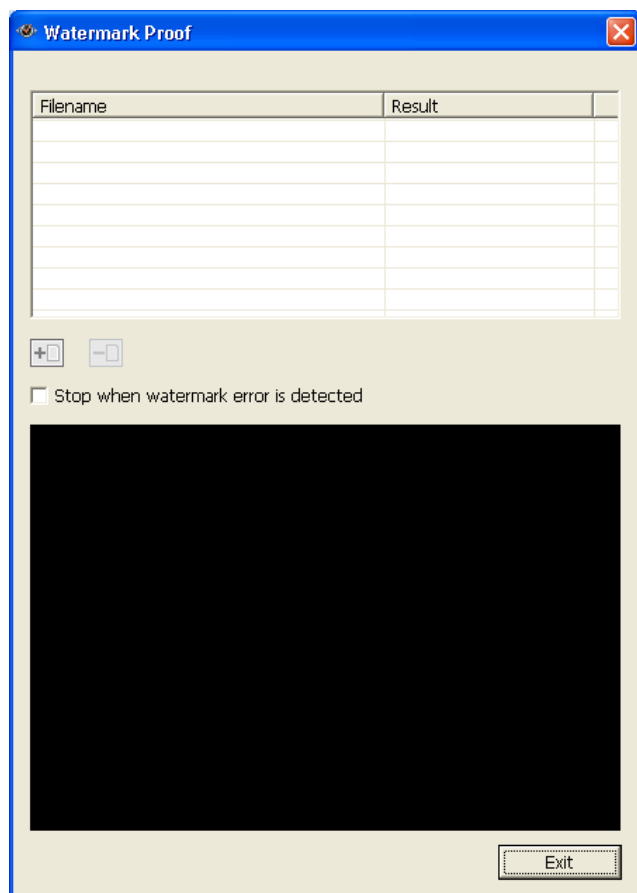 Watermark Proof
Filename Result
Stop when watermark error is detected
Exit